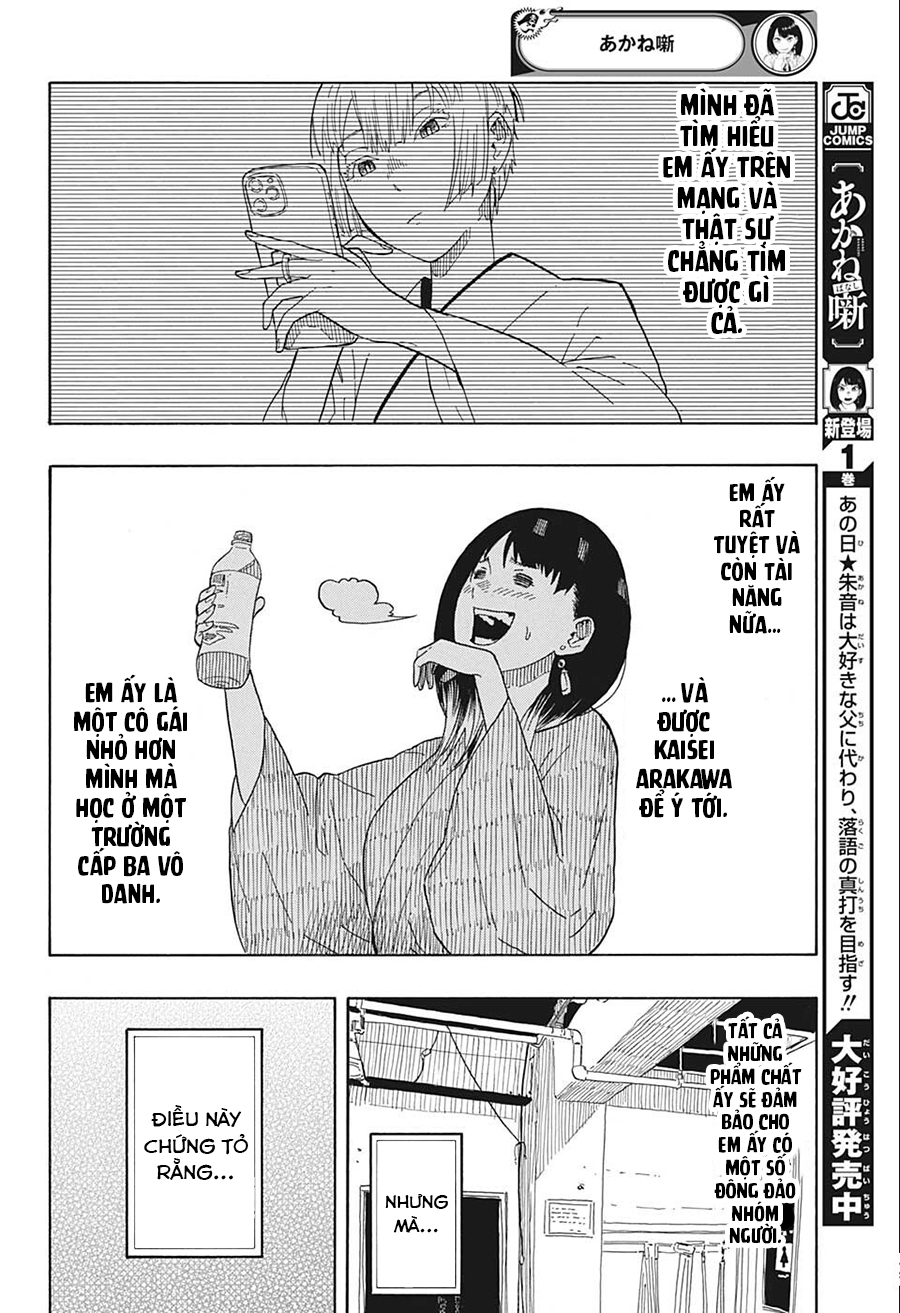 あかね噺
MÌNH ĐÃ
TÌM HIỂU
EM ẤY TRÊN
MẠNG VÀ
THẬT SỰ
CHẲNG TÌM
ĐƯỢC GÌ
CẢ.
EM ẤY
RẤT
TUYỆT VÀ
CÒN TÀI
NĂNG
NỮA...
... VÀ
ĐƯỢC
KAISEI
ARAKAWA
ĐỂ Ý TỚI.
EM ẤY LÀ
MỘT CÔ GÁI
NHỎ HƠN
MÌNH MÀ
HỌC Ở MỘT
TRƯỜNG
CẤP BA VÔ
DANH.
TẤT CẢ
NHỮNG
PHẨM CHẤT
ẤY SẼ ĐẢM
BẢO CHO
EM ẤY CÓ
MỘT SỐ
ĐÔNG ĐẢO
NHÓM
NGƯỜI.
NHƯNG
MÀ...
ĐIỀU NÀY
CHỨNG TỎ
RẰNG...
JUMP
COMICS
あかね噺
ばなし
新登場
1
巻
あの日★朱音は大好きな父に代わり、落語の真打を目指す!!
大好評発売中